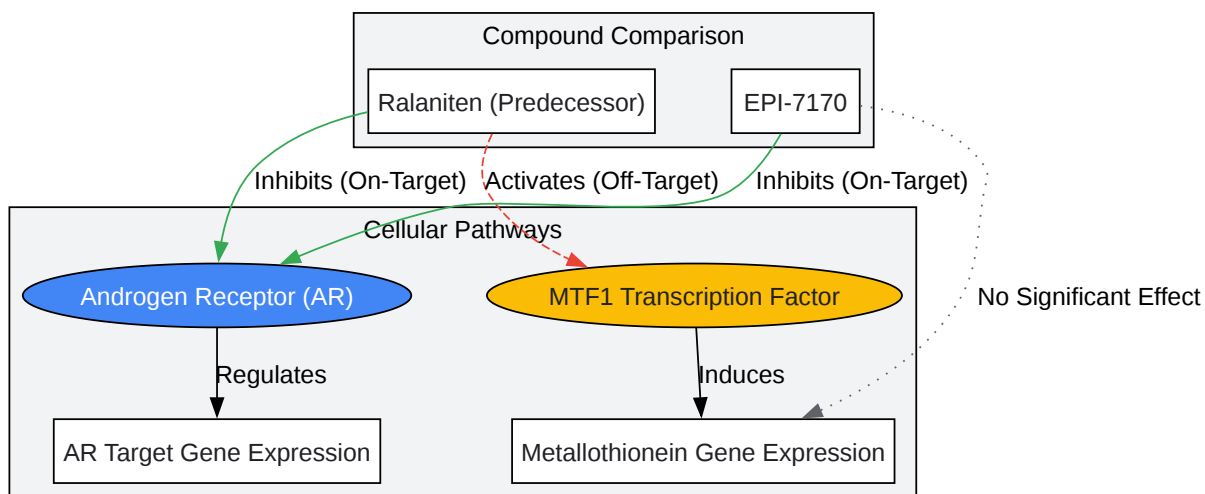 Compound Comparison
Ralaniten (Predecessor)
EPI-7170
Inhibits (On-Target)
Activates (Off-Target)
Inhibits (On-Target)
Cellular Pathways
Androgen Receptor (AR)
MTF1 Transcription Factor
No Significant Effect
Regulates
Induces
AR Target Gene Expression
Metallothionein Gene Expression